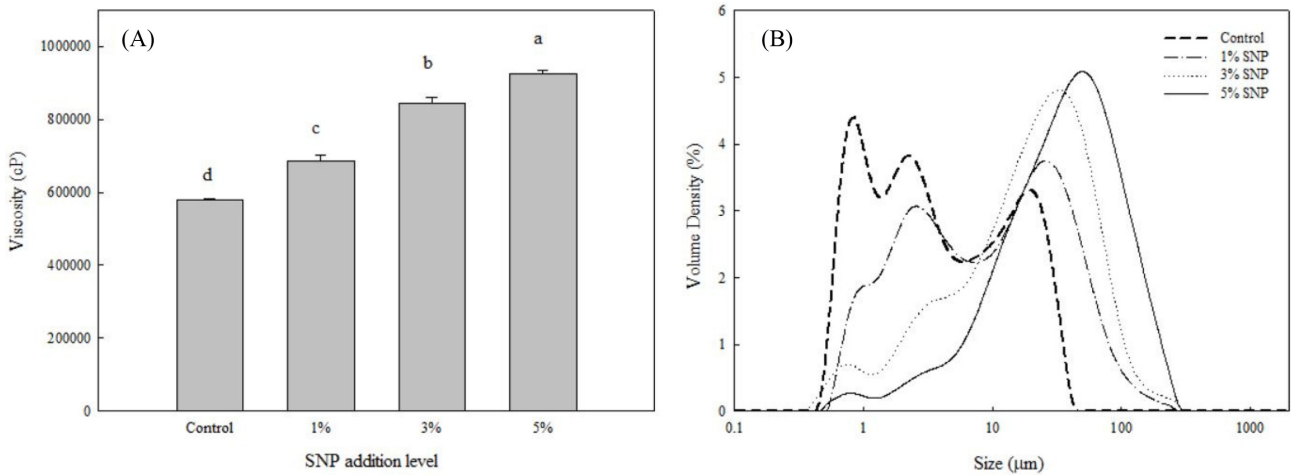 (A)
1000000
800000
600000
400000
200000
0
Viscosity (cP)
d
c
b
a
Control 1% 3% 5%
SNP addition level
(B)
6
5
4
3
2
1
0
Volume Density (%)
Control
1% SNP
3% SNP
5% SNP
0.1 1 10 100 1000
Size (μm)